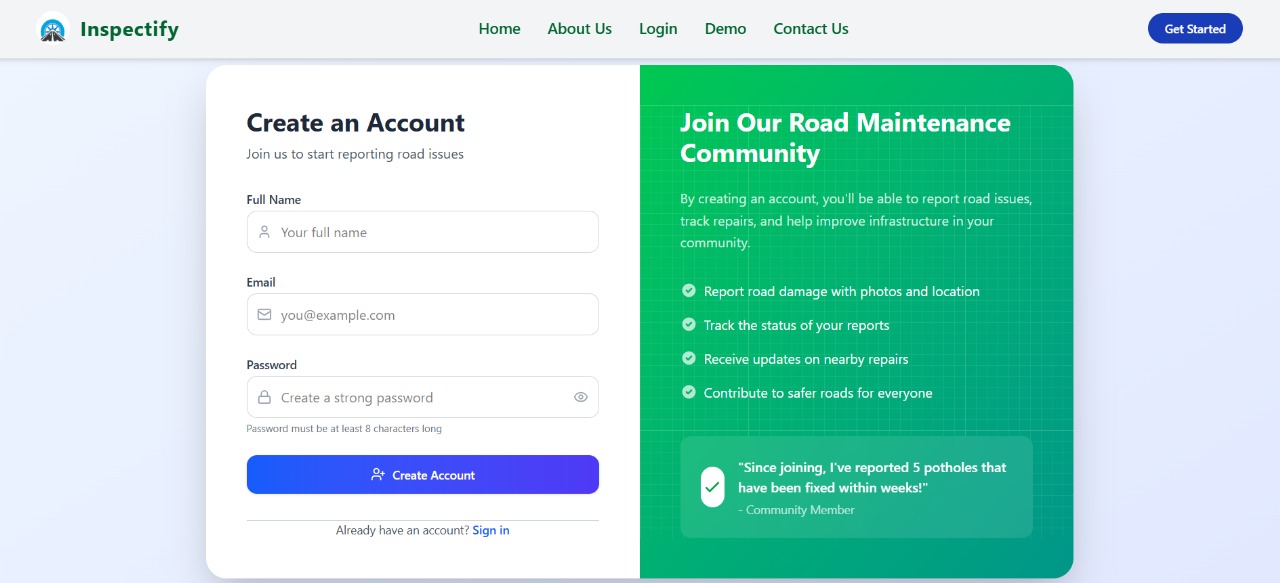 Inspectify
Home
About Us
Login
Demo
Contact Us
Get Started
Create an Account
Join us to start reporting road issues
Full Name
Your full name
Email
you@example.com
Password
Create a strong password
Password must be at least 8 characters long
Create Account
Already have an account? Sign in
Join Our Road Maintenance
Community
By creating an account, you'll be able to report road issues,
track repairs, and help improve infrastructure in your
community.
Report road damage with photos and location
Track the status of your reports
Receive updates on nearby repairs
Contribute to safer roads for everyone
"Since joining, I've reported 5 potholes that
have been fixed within weeks!"
- Community Member